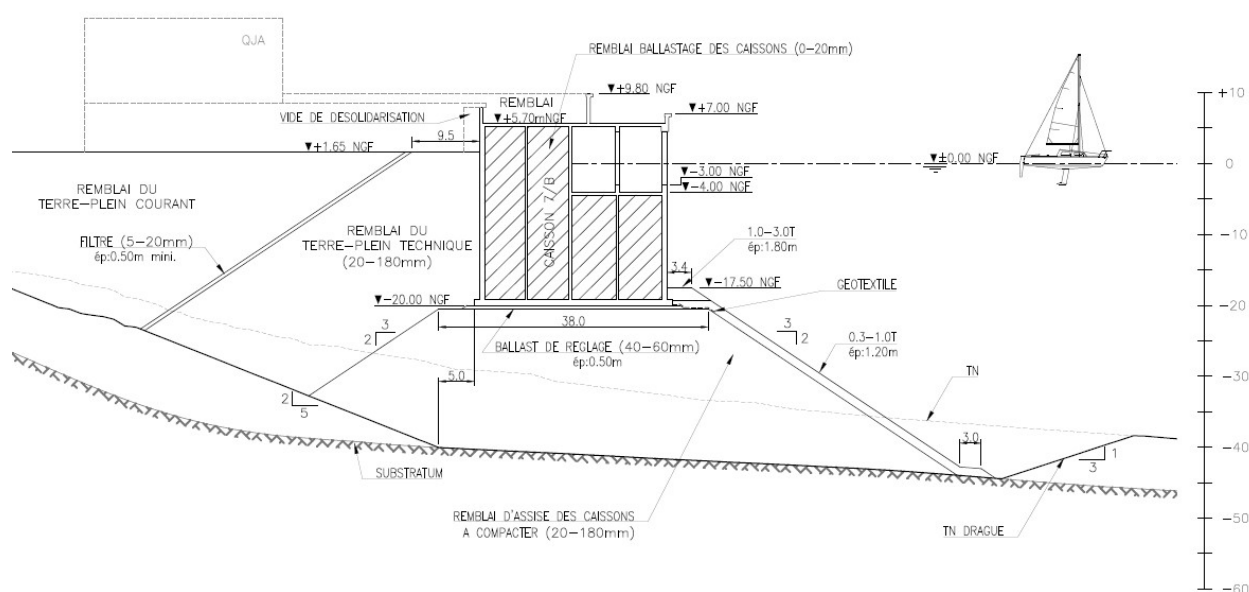 QJA
REMBLAI BALLASTAGE DES CAISSONS (0-20mm)
▼+9.80 NGF
REMBLAI
▼+7.00 NGF
VIDE DE DESOLIDARISATION
▼+5.70mNGF
9.5
▼+1.65 NGF
▼±0.00 NGF
▼-3.00 NGF
▼-4.00 NGF
REMBLAI DU
TERRE-PLEIN COURANT
CAISSON 7/B
REMBLAI DU
TERRE-PLEIN TECHNIQUE
(20-180mm)
FILTRE (5-20mm)
ép:0.50m mini.
1.0-3.0T
ép:1.80m
3.4
▼-17.50 NGF
GEOTEXTILE
▼-20.00 NGF
38.0
3
2
BALLAST DE REGLAGE (40-60mm)
ép:0.50m
3
2
0.3-1.0T
ép:1.20m
5.0
TN
2
5
3.0
1
3
SUBSTRATUM
REMBLAI D'ASSISE DES CAISSONS
A COMPACTER (20-180mm)
TN DRAGUE
+10
0
-10
-20
-30
-40
-50
-60